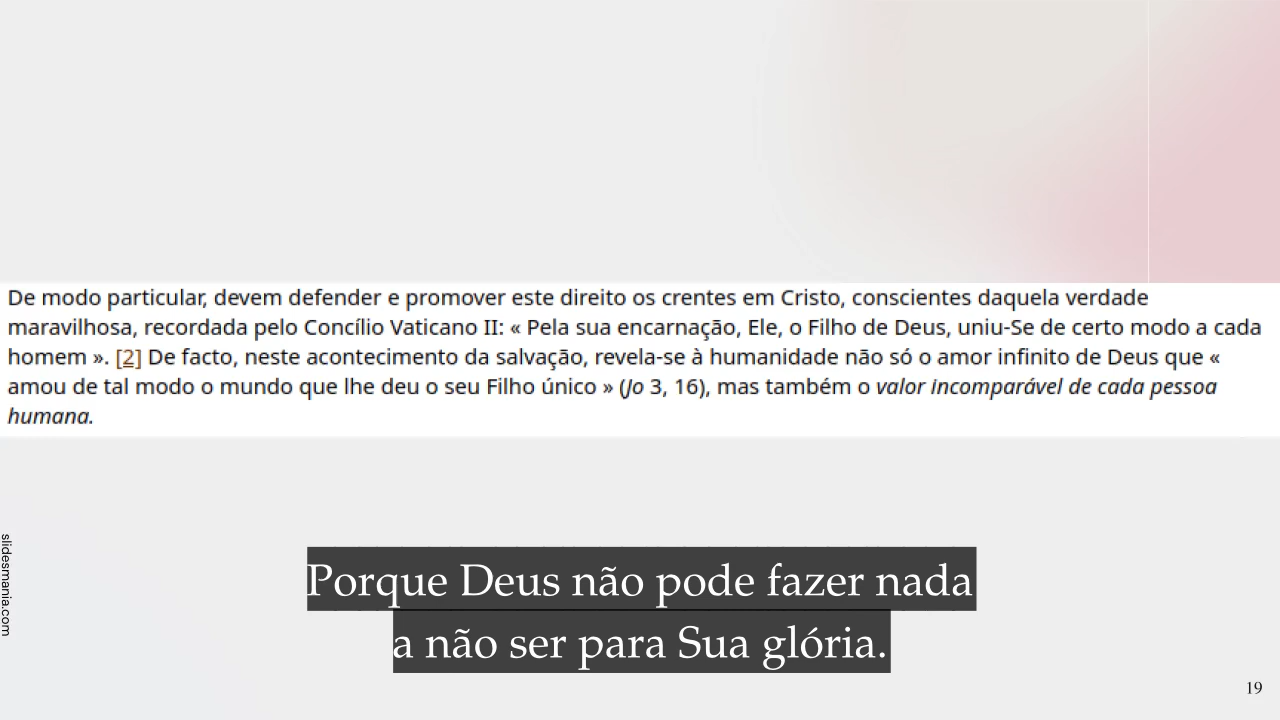 De modo particular, devem defender e promover este direito os crentes em Cristo, conscientes daquela verdade
maravilhosa, recordada pelo Concílio Vaticano II: « Pela sua encarnação, Ele, o Filho de Deus, uniu-Se de certo modo a cada
homem ». [2] De facto, neste acontecimento da salvação, revela-se à humanidade não só o amor infinito de Deus que «
amou de tal modo o mundo que lhe deu o seu Filho único » (Jo 3, 16), mas também o valor incomparável de cada pessoa
humana.
slidesmania.com
Porque Deus não pode fazer nada
a não ser para Sua glória.
19